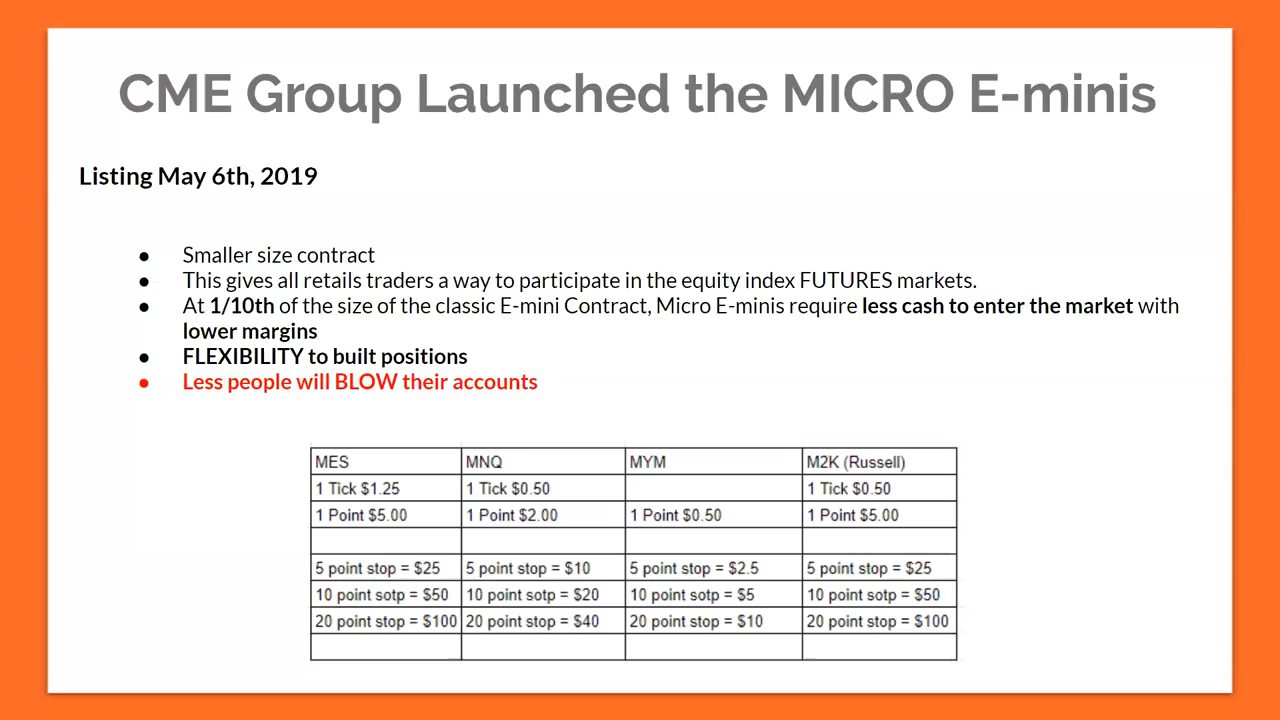 CME Group Launched the MICRO E-minis
Listing May 6th, 2019
● Smaller size contract
● This gives all retails traders a way to participate in the equity index FUTURES markets.
● At 1/10th of the size of the classic E-mini Contract, Micro E-minis require less cash to enter the market with
lower margins
● FLEXIBILITY to built positions
● Less people will BLOW their accounts
MES MNQ MYM M2K (Russell)
1 Tick $1.25 1 Tick $0.50 1 Tick $0.50
1 Point $5.00 1 Point $2.00 1 Point $0.50 1 Point $5.00
5 point stop = $25 5 point stop = $10 5 point stop = $2.5 5 point stop = $25
10 point sotp = $50 10 point stop = $20 10 point stop = $5 10 point stop = $50
20 point stop = $100 20 point stop = $40 20 point stop = $10 20 point stop = $100